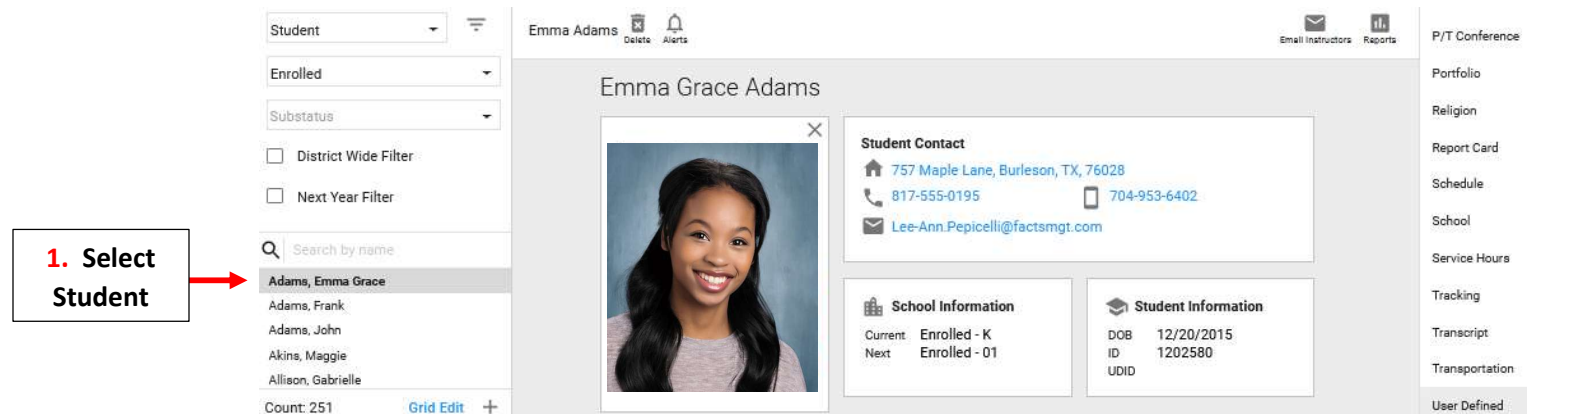 1. Select
Student
Student
Enrolled
Substatus
District Wide Filter
Next Year Filter
Search by name
Adams, Emma Grace
Adams, Frank
Adams, John
Akins, Maggie
Allison, Gabrielle
Count: 251 Grid Edit +
Emma Adams Delete Alerts
Email Instructors Reports
Emma Grace Adams
Student Contact
757 Maple Lane, Burleson, TX, 76028
817-555-0195 704-953-6402
Lee-Ann.Pepicelli@factsmgt.com
School Information
Current Enrolled - K
Next Enrolled - 01
Student Information
DOB 12/20/2015
ID 1202580
UDID
P/T Conference
Portfolio
Religion
Report Card
Schedule
School
Service Hours
Tracking
Transcript
Transportation
User Defined